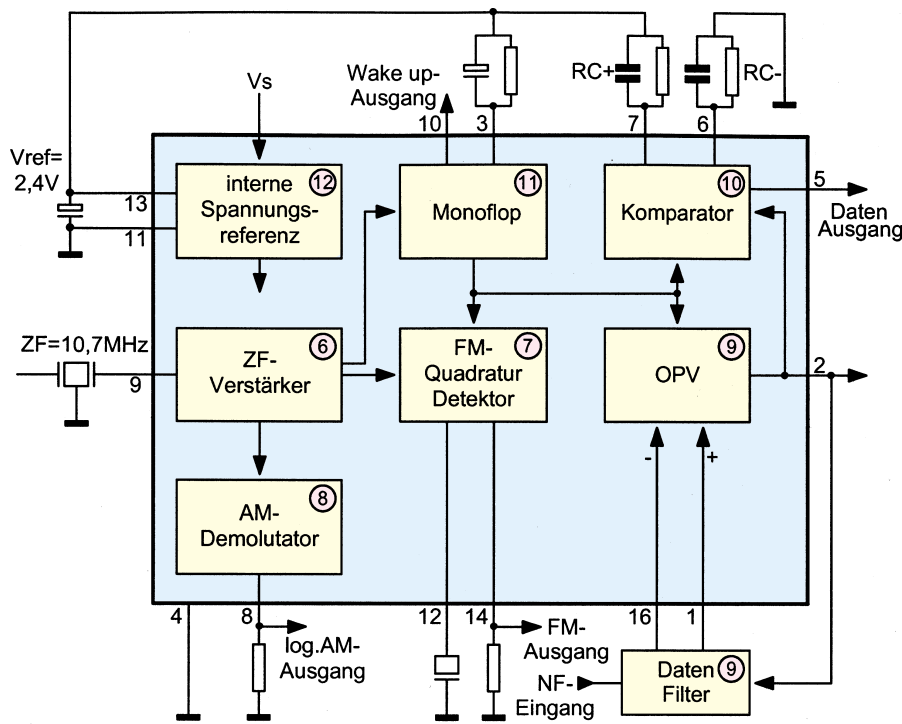 Vs
Wake up-
Ausgang
10
3
RC+
7
RC-
6
Vref=
2,4V
13
11
interne
Spannungs-
referenz
12
Monoflop
11
Komparator
10
5
Daten
Ausgang
ZF=10,7MHz
9
ZF-
Verstärker
6
FM-
Quadratur
Detektor
7
OPV
9
2
-
+
AM-
Demolutator
8
4
8
log.AM-
Ausgang
12
14
FM-
Ausgang
16
1
NF-
Eingang
Daten
Filter
9